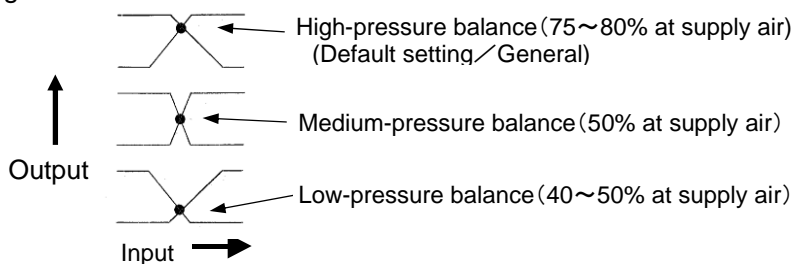 High-pressure balance（75～80% at supply air)
(Default setting／General)
Medium-pressure balance（50% at supply air）
Output
Low-pressure balance（40～50% at supply air）
Input